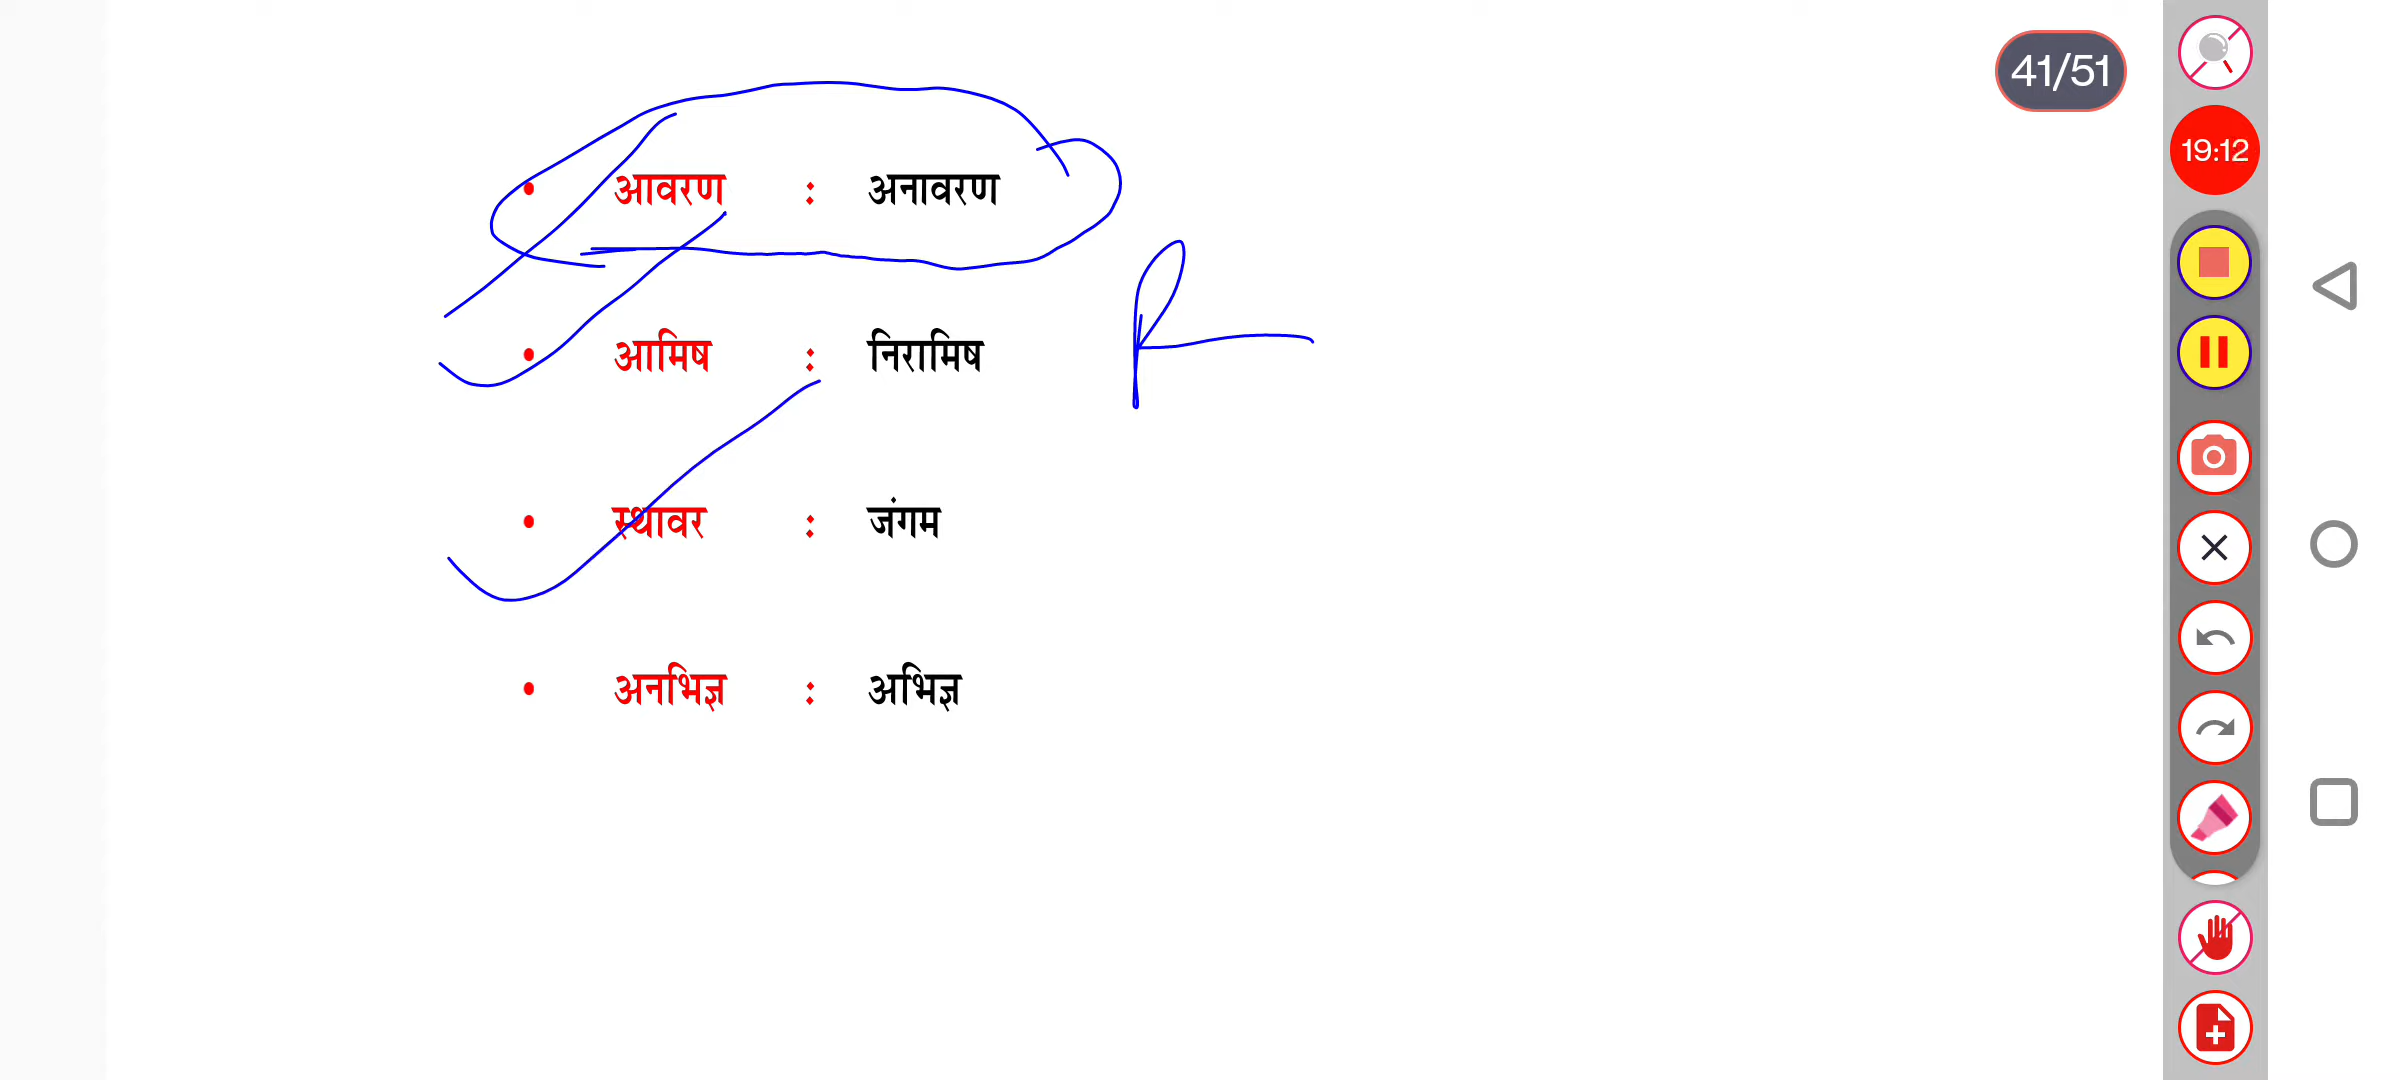 41/51
19:12
• आवरण : अनावरण
• आमिष : निरामिष
• स्थावर : जंगम
• अनभिज्ञ : अभिज्ञ